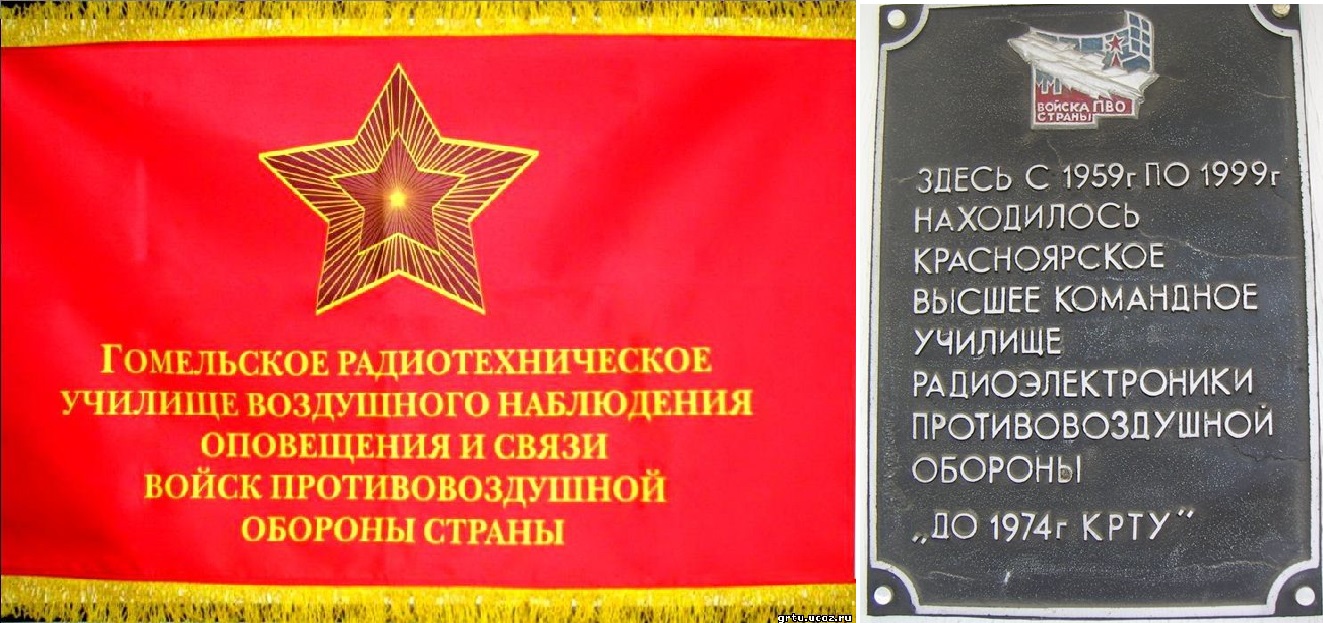 Гомельское радиотехническое
училище воздушного наблюдения
оповещения и связи
войск противовоздушной
обороны страны
grtu.ucoz.ru
ВОЙСКА ПВО
СТРАНЫ
ЗДЕСЬ С 1959г ПО 1999г
НАХОДИЛОСЬ
КРАСНОЯРСКОЕ
ВЫСШЕЕ КОМАНДНОЕ
УЧИЛИЩЕ
РАДИОЭЛЕКТРОНИКИ
ПРОТИВОВОЗДУШНОЙ
ОБОРОНЫ
„ДО 1974г КРТУ”